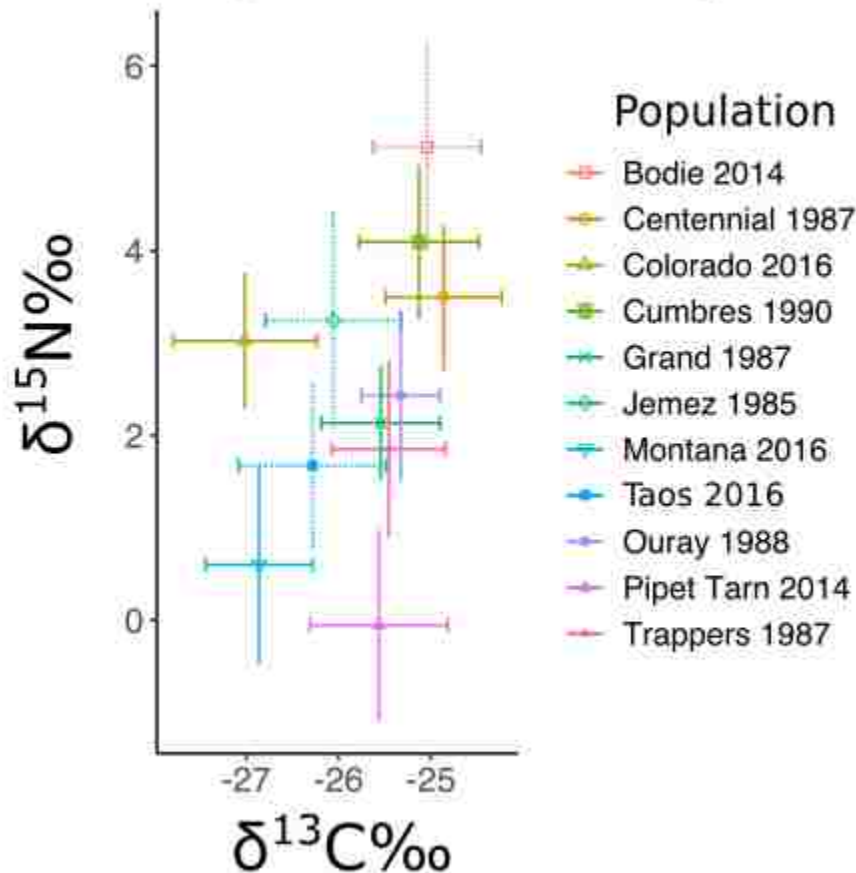 6
4
2
0
δ15N‰
-27 -26 -25
δ13C‰
Population
Bodie 2014
Centennial 1987
Colorado 2016
Cumbres 1990
Grand 1987
Jemez 1985
Montana 2016
Taos 2016
Ouray 1988
Pipet Tarn 2014
Trappers 1987